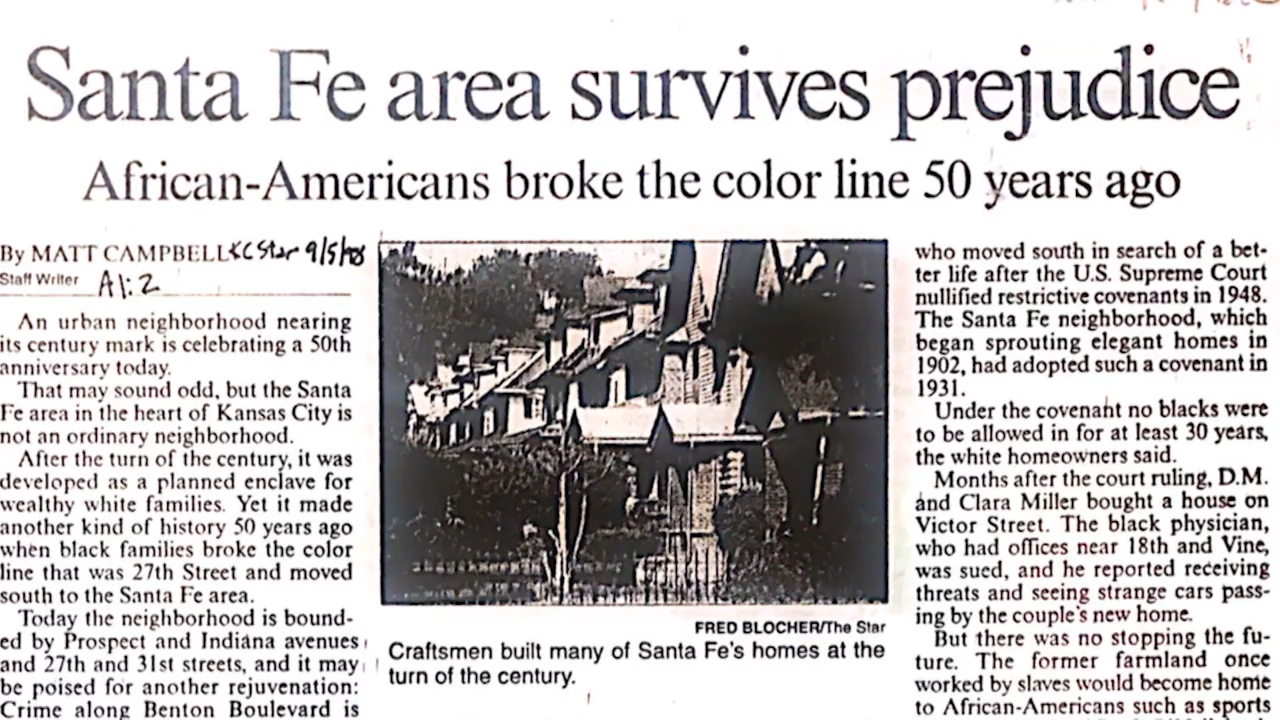 Santa Fe area survives prejudice
African-Americans broke the color line 50 years ago
By MATT CAMPBELL KC Star 9/5/98
Staff Writer A1:2
An urban neighborhood nearing
its century mark is celebrating a 50th
anniversary today.
That may sound odd, but the Santa
Fe area in the heart of Kansas City is
not an ordinary neighborhood.
After the turn of the century, it was
developed as a planned enclave for
wealthy white families. Yet it made
another kind of history 50 years ago
when black families broke the color
line that was 27th Street and moved
south to the Santa Fe area.
Today the neighborhood is bound-
ed by Prospect and Indiana avenues
and 27th and 31st streets, and it may
be poised for another rejuvenation:
Crime along Benton Boulevard is
FRED BLOCHER/The Star
Craftsmen built many of Santa Fe's homes at the
turn of the century.
who moved south in search of a bet-
ter life after the U.S. Supreme Court
nullified restrictive covenants in 1948.
The Santa Fe neighborhood, which
began sprouting elegant homes in
1902, had adopted such a covenant in
1931.
Under the covenant no blacks were
to be allowed in for at least 30 years,
the white homeowners said.
Months after the court ruling, D.M.
and Clara Miller bought a house on
Victor Street. The black physician,
who had offices near 18th and Vine,
was sued, and he reported receiving
threats and seeing strange cars pass-
ing by the couple's new home.
But there was no stopping the fu-
ture. The former farmland once
worked by slaves would become home
to African-Americans such as sports